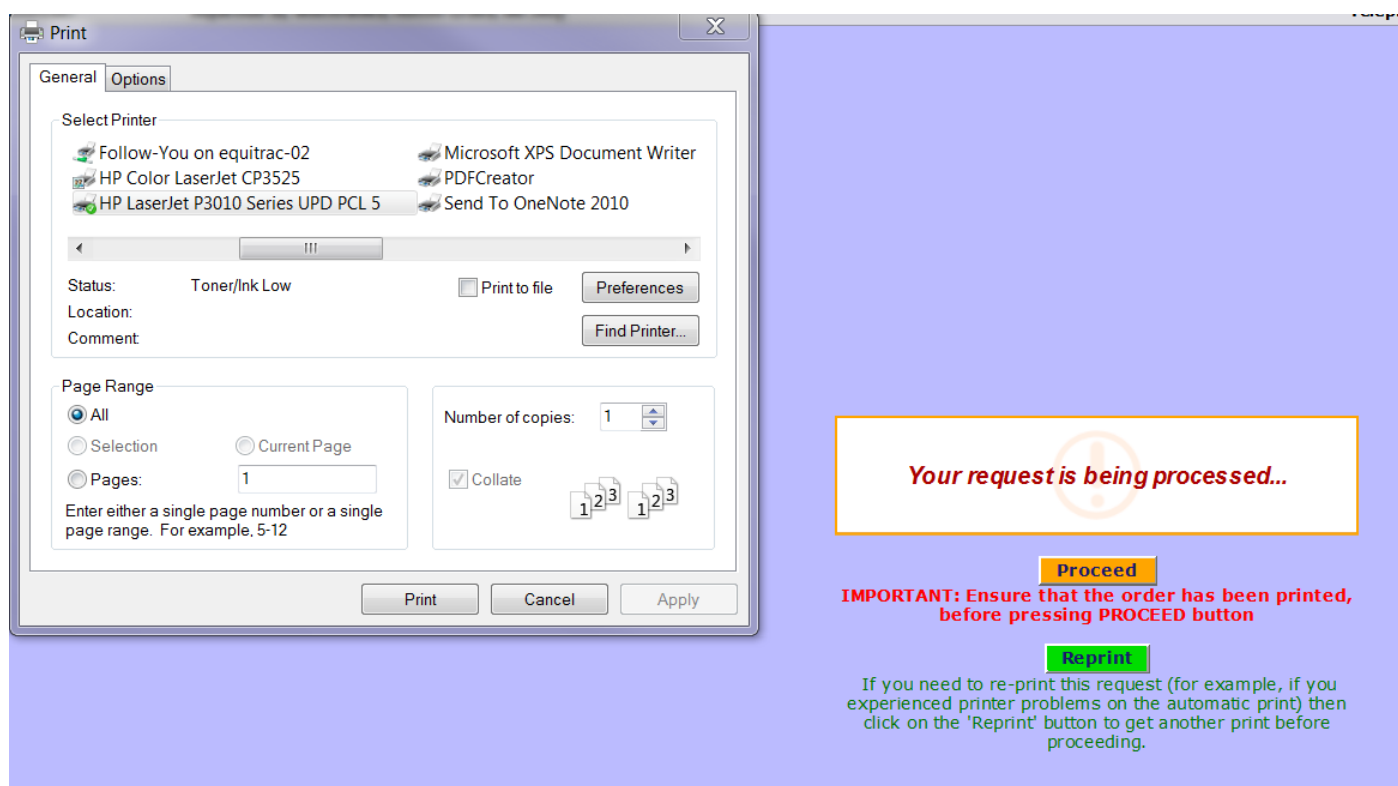 Print
General Options
Select Printer
Follow-You on equitrac-02
Microsoft XPS Document Writer
HP Color LaserJet CP3525
PDFCreator
HP LaserJet P3010 Series UPD PCL 5
Send To OneNote 2010
Status: Toner/Ink Low
Print to file
Preferences
Location:
Find Printer...
Comment:
Page Range
All
Selection
Current Page
Pages: 1
Enter either a single page number or a single
page range. For example, 5-12
Number of copies: 1
Collate
1 2 3 1 2 3
Print Cancel Apply
Your request is being processed...
Proceed
IMPORTANT: Ensure that the order has been printed,
before pressing PROCEED button
Reprint
If you need to re-print this request (for example, if you
experienced printer problems on the automatic print) then
click on the 'Reprint' button to get another print before
proceeding.